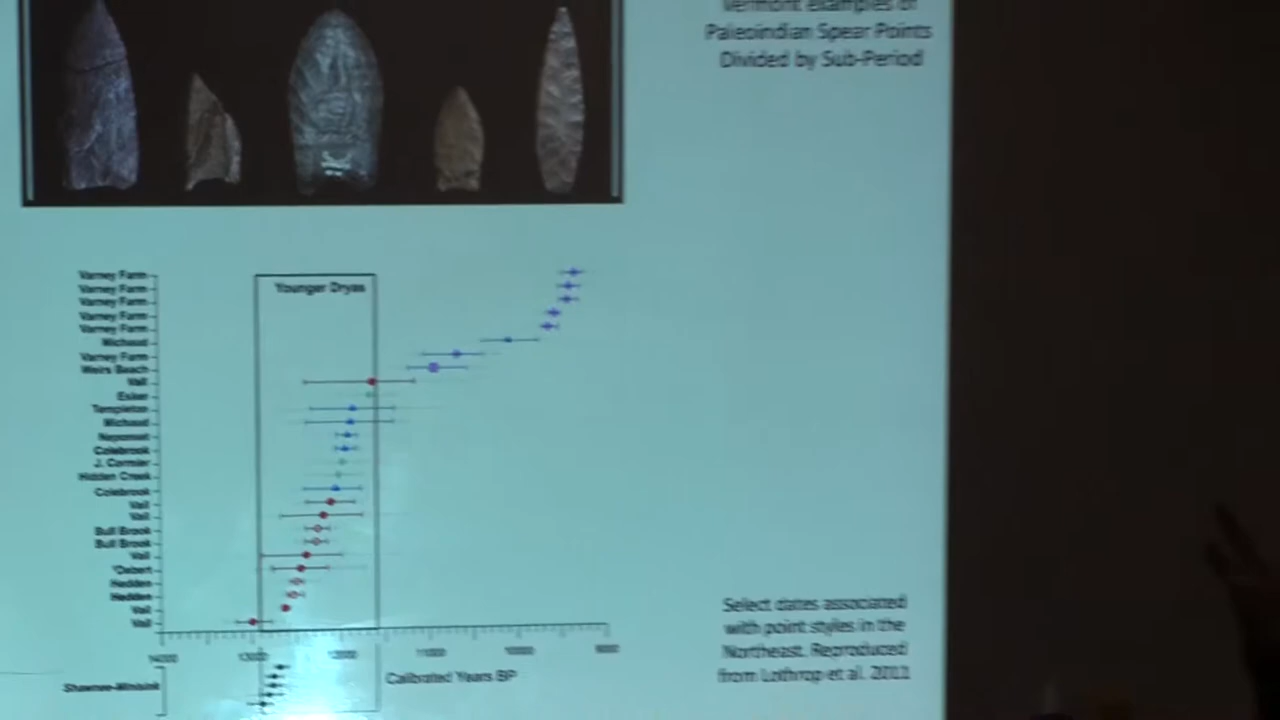 Vermont examples of
Paleoindian Spear Points
Divided by Sub-Period
Varney Farm
Varney Farm
Varney Farm
Varney Farm
Varney Farm
Michaud
Varney Farm
Weirs Beach
Vail
Esker
Templeton
Michaud
Neponset
Colebrook
J. Cormier
Hidden Creek
Colebrook
Vail
Vail
Bull Brook
Bull Brook
Vail
Debert
Hedden
Hedden
Vail
Vail
Younger Dryas
14000 13000 12000 11000 10000 9000
Calibrated Years BP
Shawnee-Minisink
Select dates associated
with point styles in the
Northeast. Reproduced
from Lothrop et al. 2011